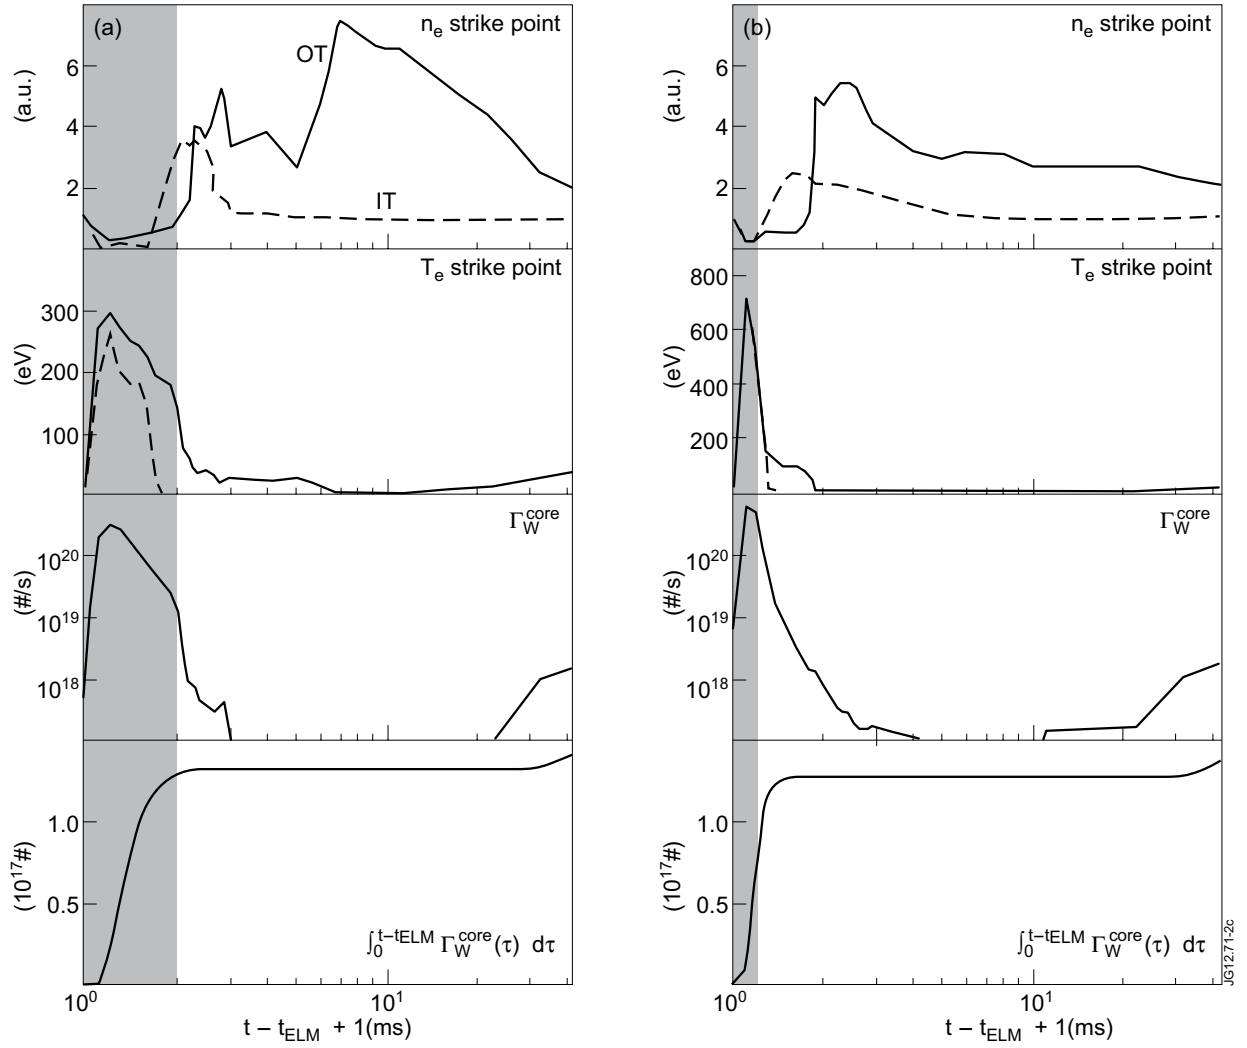 (a)
n_e strike point
OT
IT
(a.u.)
6
4
2
T_e strike point
(eV)
300
200
100
Γ_W^core
(#/s)
10^20
10^19
10^18
(10^17#)
1.0
0.5
∫_0^t–tELM Γ_W^core(τ) dτ
10^0
10^1
t – t_ELM + 1(ms)
(b)
n_e strike point
(a.u.)
6
4
2
T_e strike point
(eV)
800
600
400
200
Γ_W^core
(#/s)
10^20
10^19
10^18
(10^17#)
1.0
0.5
∫_0^t–tELM Γ_W^core(τ) dτ
10^0
10^1
t – t_ELM + 1(ms)
JG12.71-2c